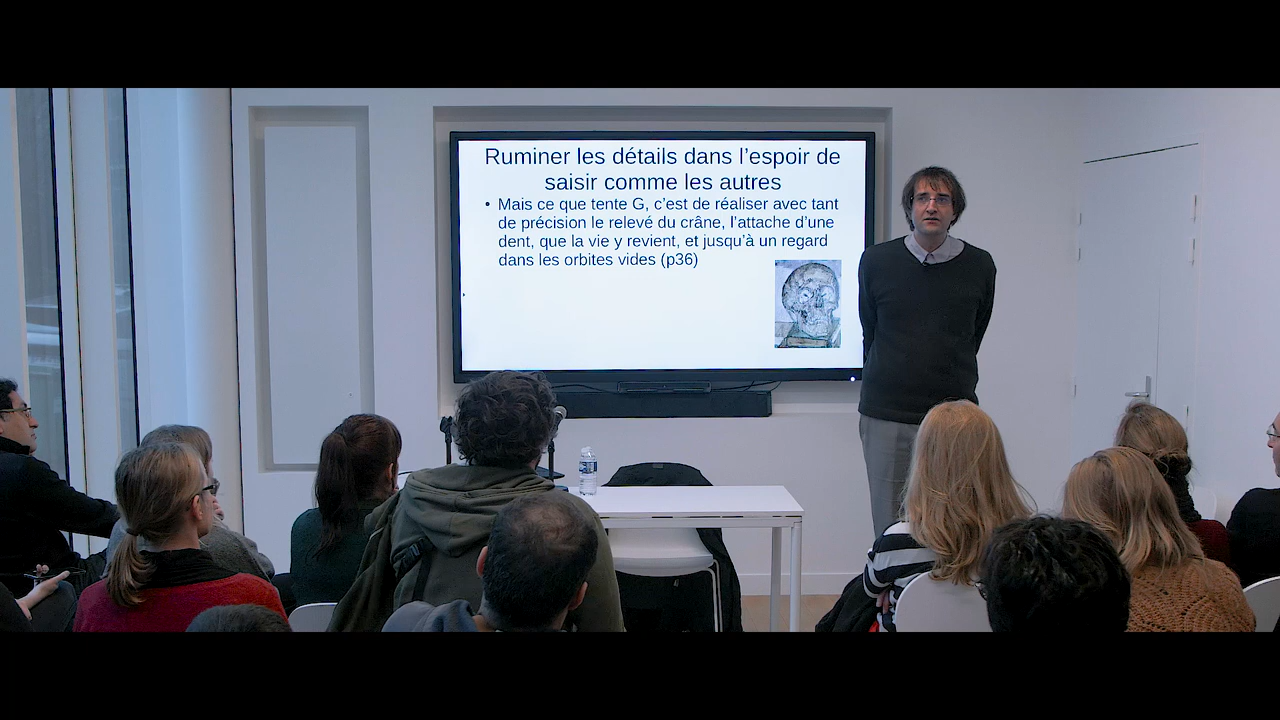 Ruminer les détails dans l’espoir de
saisir comme les autres
• Mais ce que tente G, c’est de réaliser avec tant
de précision le relevé du crâne, l’attache d’une
dent, que la vie y revient, et jusqu’à un regard
dans les orbites vides (p36)